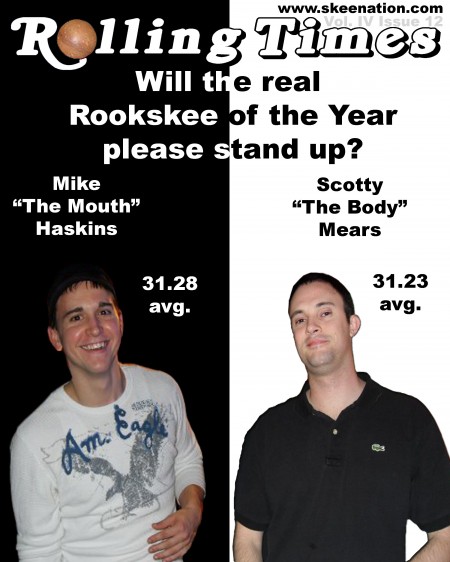 www.skeenation.com
Vol. IV Issue 12
Rolling Times
Will the real
Rookskee of the Year
please stand up?
Mike
“The Mouth”
Haskins
31.28
avg.
Scotty
“The Body”
Mears
31.23
avg.
Am. Eagle